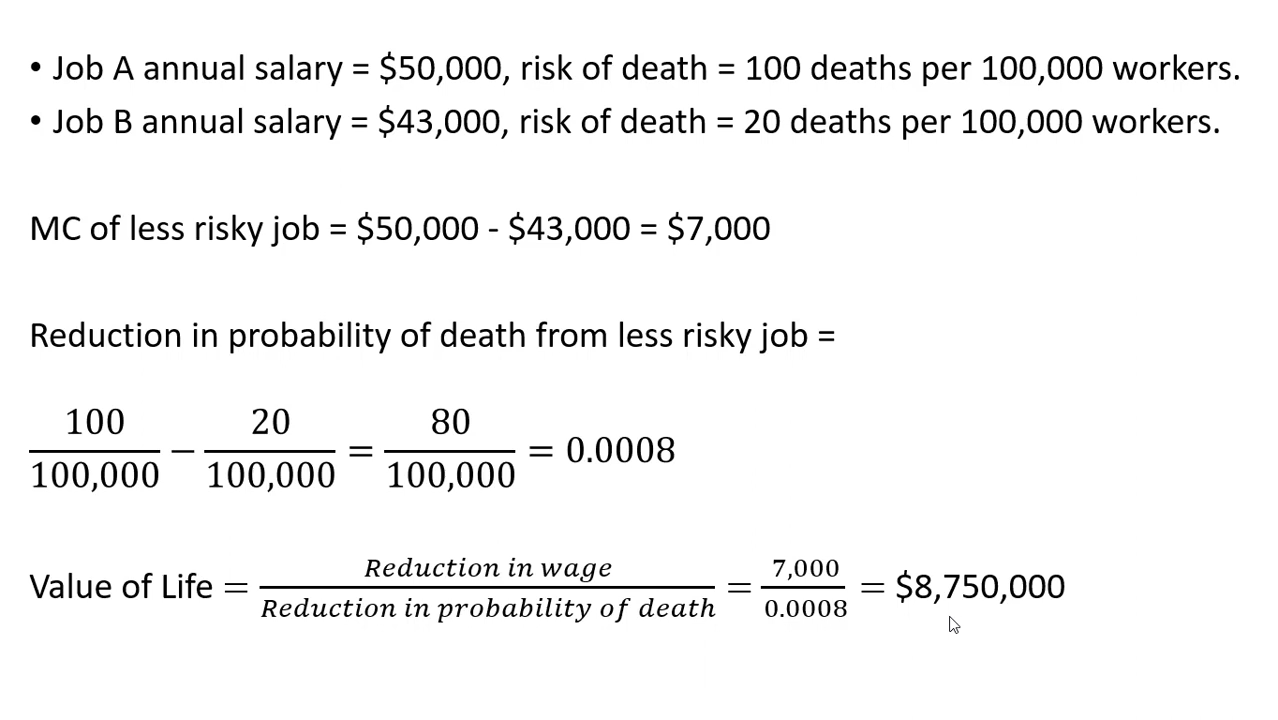 • Job A annual salary = $50,000, risk of death = 100 deaths per 100,000 workers.
• Job B annual salary = $43,000, risk of death = 20 deaths per 100,000 workers.
MC of less risky job = $50,000 - $43,000 = $7,000
Reduction in probability of death from less risky job =
100/100,000 − 20/100,000 = 80/100,000 = 0.0008
Value of Life = Reduction in wage/Reduction in probability of death = 7,000/0.0008 = $8,750,000